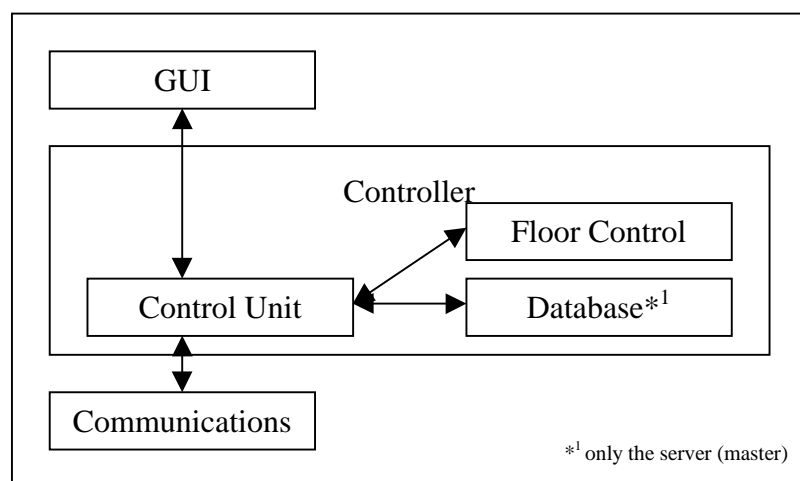 GUI
Controller
Floor Control
Control Unit
Database*¹
Communications
*¹ only the server (master)